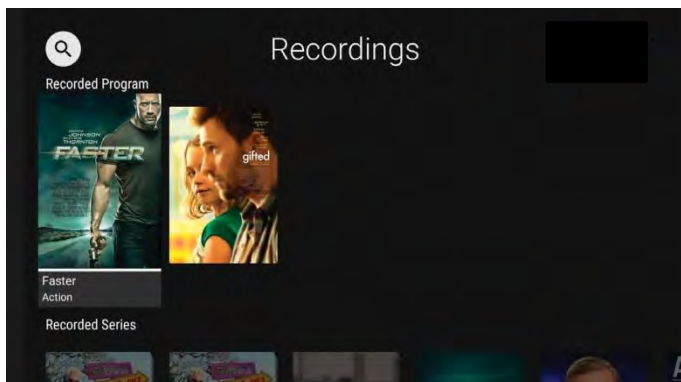 Recordings
Recorded Program
JOHNSON
THORNTON
FASTER
gifted
Faster
Action
Recorded Series